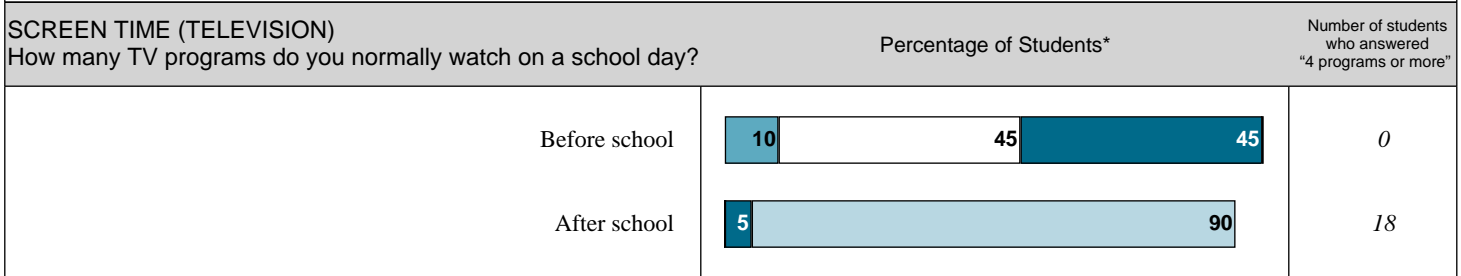 SCREEN TIME (TELEVISION)
How many TV programs do you normally watch on a school day?
Percentage of Students*
Number of students
who answered
“4 programs or more”
Before school
10
45
45
0
After school
5
90
18